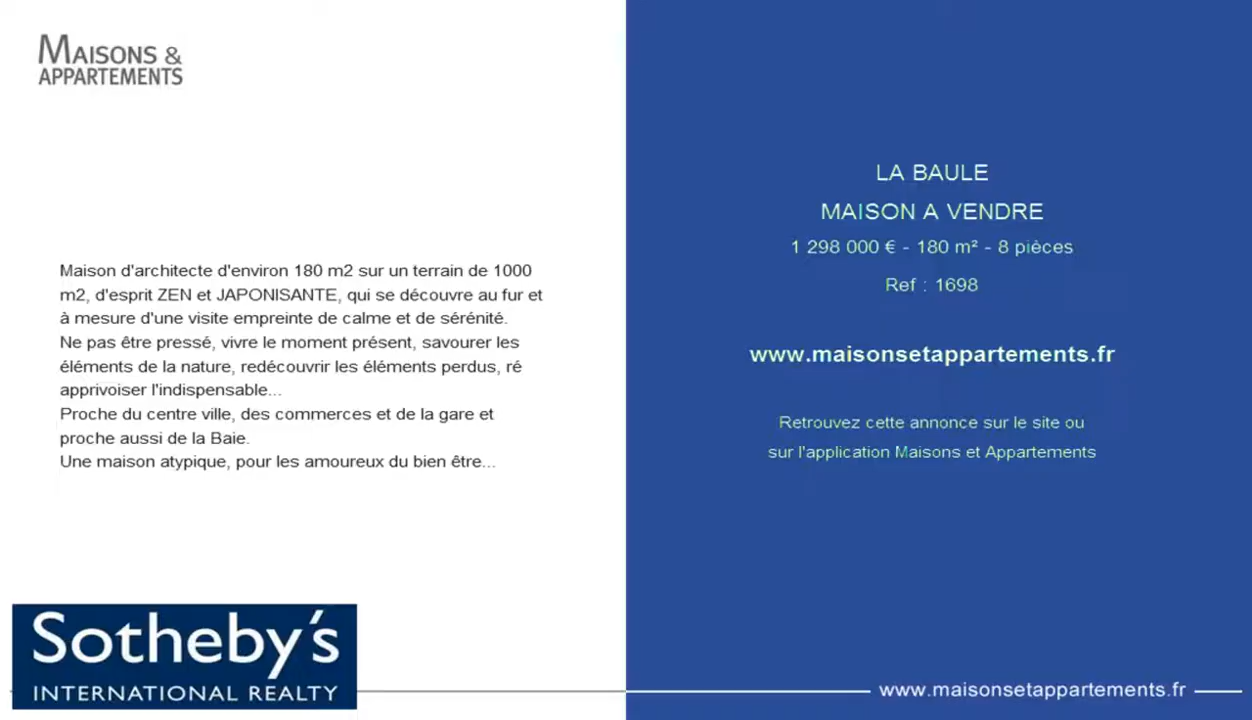 MAISONS &
APPARTEMENTS
Maison d'architecte d'environ 180 m2 sur un terrain de 1000
m2, d'esprit ZEN et JAPONISANTE, qui se découvre au fur et
à mesure d'une visite empreinte de calme et de sérénité.
Ne pas être pressé, vivre le moment présent, savourer les
éléments de la nature, redécouvrir les éléments perdus, ré
apprivoiser l'indispensable...
Proche du centre ville, des commerces et de la gare et
proche aussi de la Baie.
Une maison atypique, pour les amoureux du bien être...
Sotheby's
INTERNATIONAL REALTY
LA BAULE
MAISON A VENDRE
1 298 000 € - 180 m² - 8 pièces
Ref : 1698
www.maisonsetappartements.fr
Retrouvez cette annonce sur le site ou
sur l'application Maisons et Appartements
www.maisonsetappartements.fr